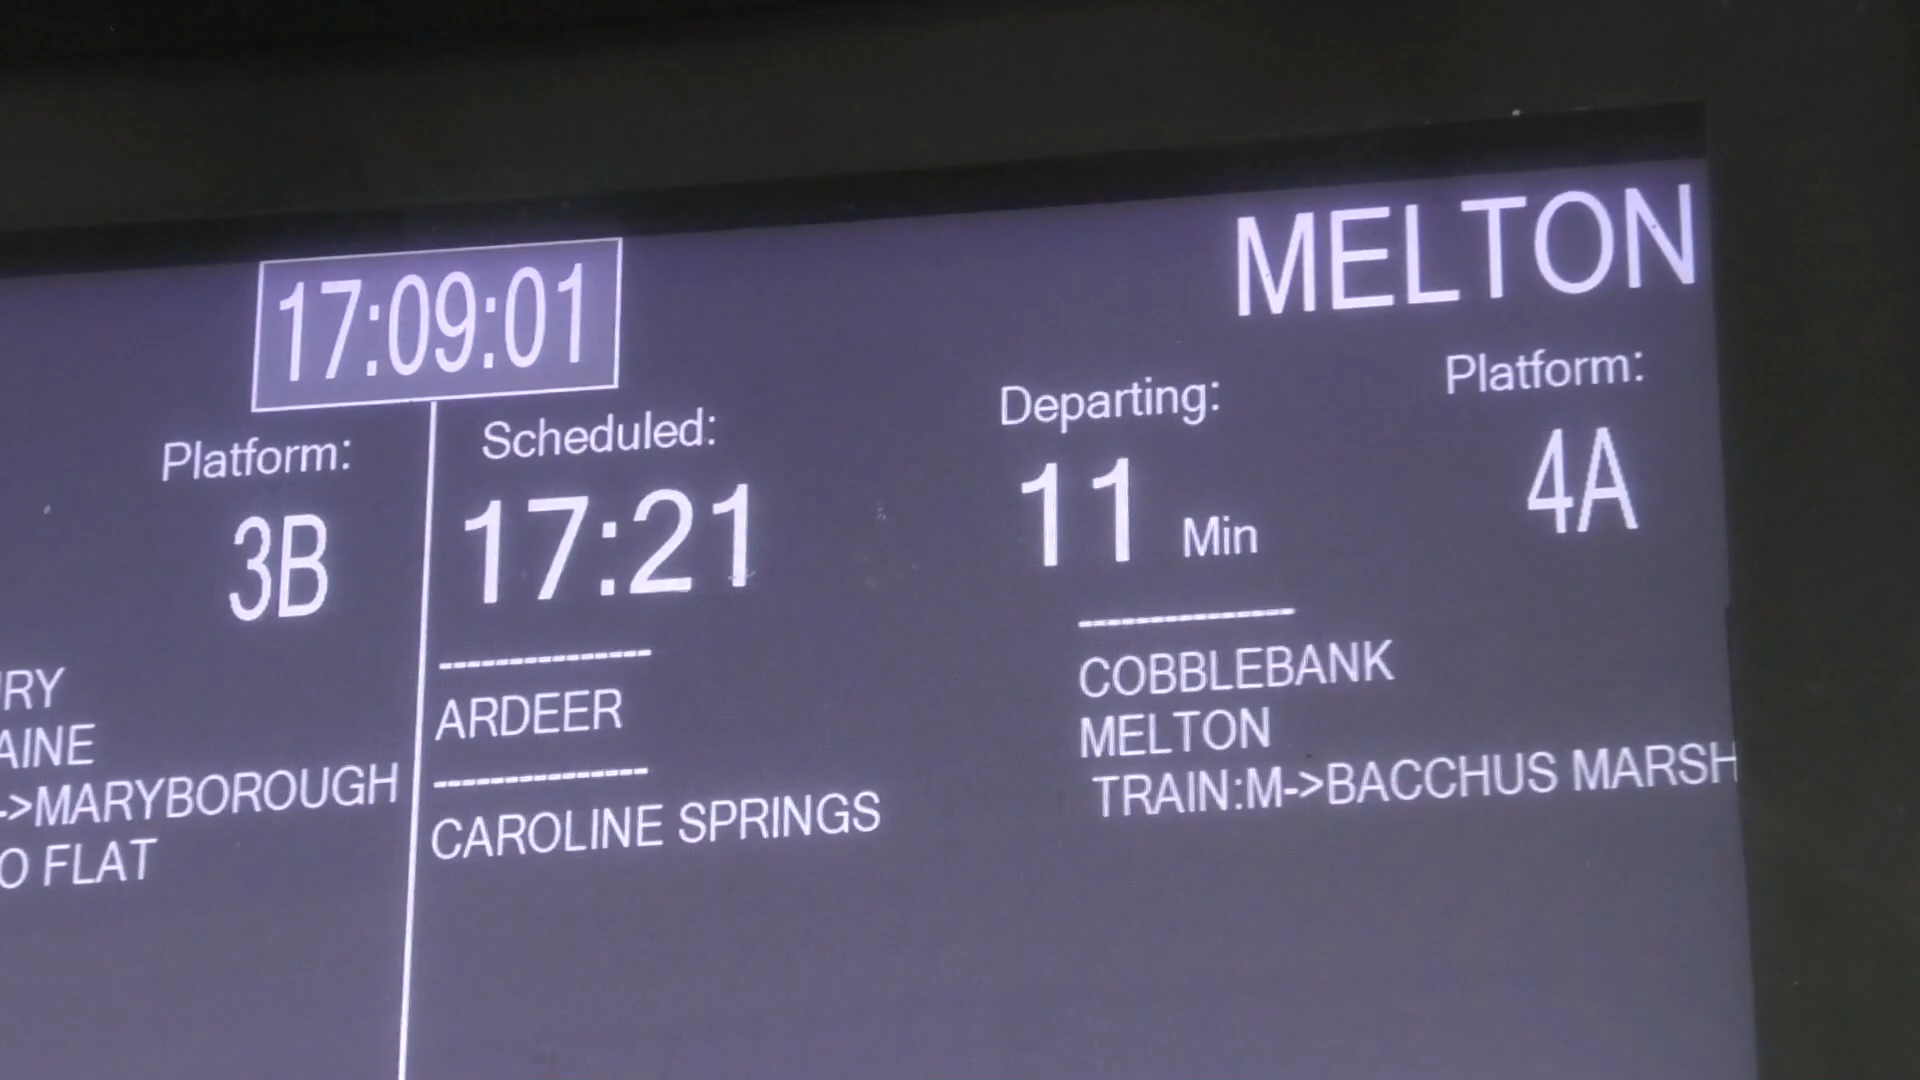 17:09:01
Platform:
3B
AINE
->MARYBOROUGH
FLAT
MELTON
Scheduled:
Departing:
Platform:
17:21
11 Min
4A
--------------
ARDEER
--------------
CAROLINE SPRINGS
--------------
COBBLEBANK
MELTON
TRAIN:M->BACCHUS MARSH